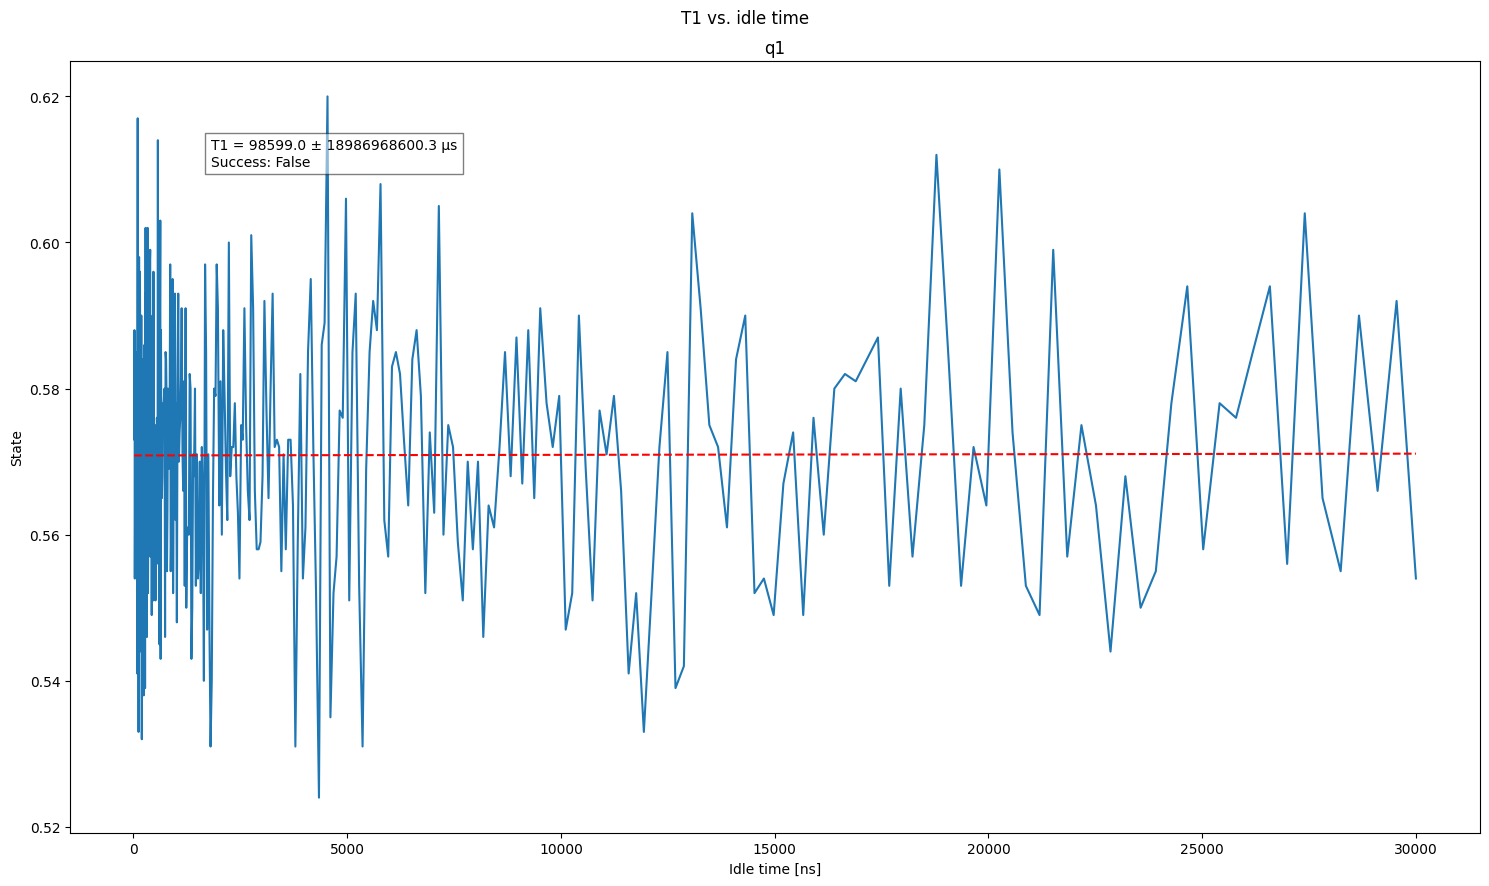 T1 vs. idle time
q1
0.62
T1 = 98599.0 ± 18986968600.3 µs
Success: False
0.60
0.58
State
0.56
0.54
0.52
0 5000 10000 15000 20000 25000 30000
Idle time [ns]